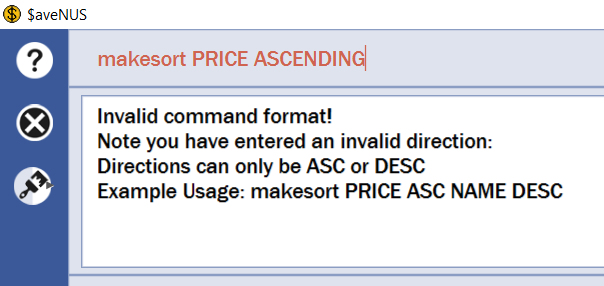 $aveNUS
?
makesort PRICE ASCENDING
Invalid command format!
Note you have entered an invalid direction:
Directions can only be ASC or DESC
Example Usage: makesort PRICE ASC NAME DESC